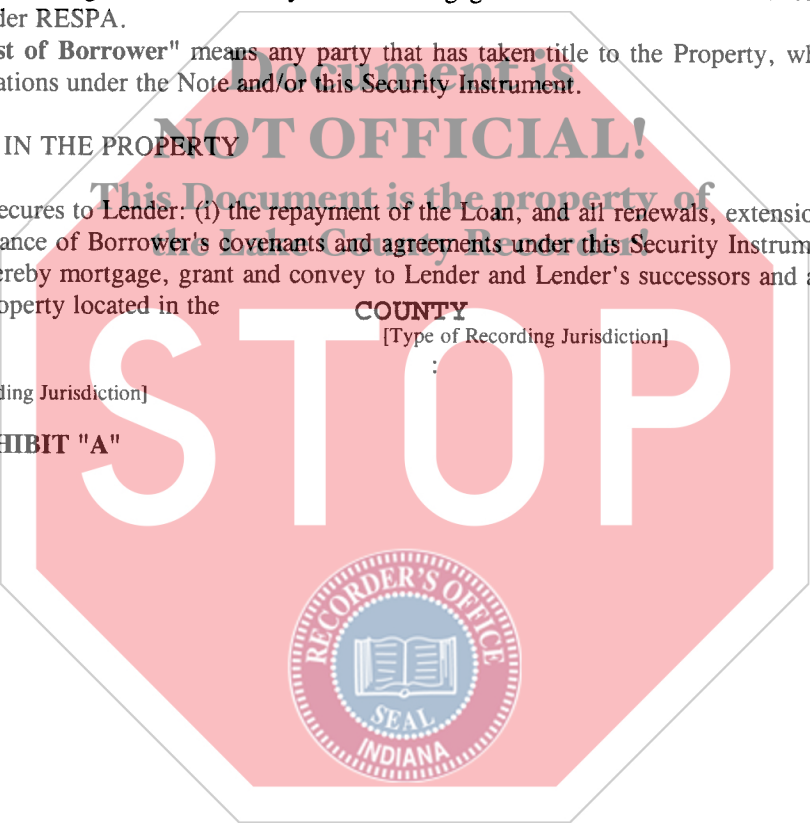 der RESPA.
st of Borrower" means any party that has taken title to the Property, wh
ations under the Note and/or this Security Instrument.
Document is
NOT OFFICIAL!
This Document is the property of
the Lake County Recorder!
IN THE PROPERTY
ecures to Lender: (i) the repayment of the Loan, and all renewals, extensio
ance of Borrower's covenants and agreements under this Security Instrum
ereby mortgage, grant and convey to Lender and Lender's successors and a
operty located in the COUNTY
[Type of Recording Jurisdiction]
:
ding Jurisdiction]
HIBIT "A"
STOP
RECORDER'S OFFICE
SEAL
INDIANA